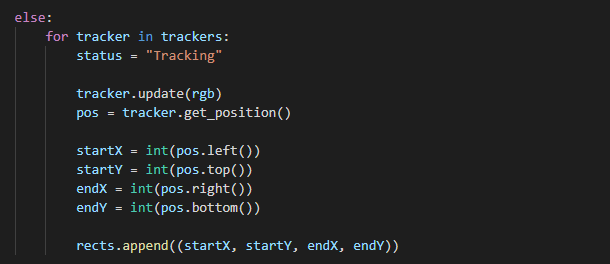 else:
for tracker in trackers:
status = "Tracking"
tracker.update(rgb)
pos = tracker.get_position()
startX = int(pos.left())
startY = int(pos.top())
endX = int(pos.right())
endY = int(pos.bottom())
rects.append((startX, startY, endX, endY))